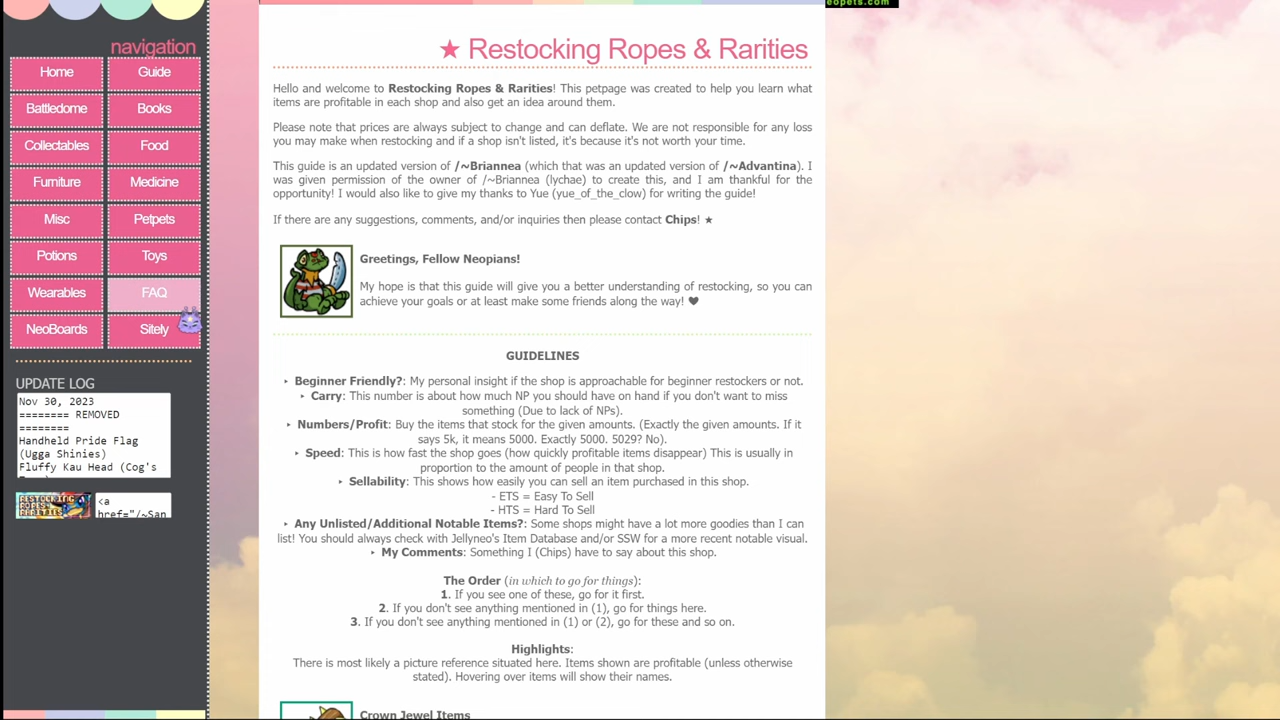 eopets.com
navigation
Home
Guide
Battledome
Books
Collectables
Food
Furniture
Medicine
Misc
Petpets
Potions
Toys
Wearables
FAQ
NeoBoards
Sitely
UPDATE LOG
Nov 30, 2023
======== REMOVED
========
Handheld Pride Flag
(Ugga Shinies)
Fluffy Kau Head (Cog's
RESTOCKING
ROPES
RARITIES
<a
href="/~San
★ Restocking Ropes & Rarities
Hello and welcome to Restocking Ropes & Rarities! This petpage was created to help you learn what
items are profitable in each shop and also get an idea around them.
Please note that prices are always subject to change and can deflate. We are not responsible for any loss
you may make when restocking and if a shop isn't listed, it's because it's not worth your time.
This guide is an updated version of /~Briannea (which that was an updated version of /~Advantina). I
was given permission of the owner of /~Briannea (lychae) to create this, and I am thankful for the
opportunity! I would also like to give my thanks to Yue (yue_of_the_clow) for writing the guide!
If there are any suggestions, comments, and/or inquiries then please contact Chips! ★
Greetings, Fellow Neopians!
My hope is that this guide will give you a better understanding of restocking, so you can
achieve your goals or at least make some friends along the way! ♥
GUIDELINES
‣ Beginner Friendly?: My personal insight if the shop is approachable for beginner restockers or not.
‣ Carry: This number is about how much NP you should have on hand if you don't want to miss
something (Due to lack of NPs).
‣ Numbers/Profit: Buy the items that stock for the given amounts. (Exactly the given amounts. If it
says 5k, it means 5000. Exactly 5000. 5029? No).
‣ Speed: This is how fast the shop goes (how quickly profitable items disappear) This is usually in
proportion to the amount of people in that shop.
‣ Sellability: This shows how easily you can sell an item purchased in this shop.
- ETS = Easy To Sell
- HTS = Hard To Sell
‣ Any Unlisted/Additional Notable Items?: Some shops might have a lot more goodies than I can
list! You should always check with Jellyneo's Item Database and/or SSW for a more recent notable visual.
‣ My Comments: Something I (Chips) have to say about this shop.
The Order (in which to go for things):
1. If you see one of these, go for it first.
2. If you don't see anything mentioned in (1), go for things here.
3. If you don't see anything mentioned in (1) or (2), go for these and so on.
Highlights:
There is most likely a picture reference situated here. Items shown are profitable (unless otherwise
stated). Hovering over items will show their names.
Crown Jewel Items